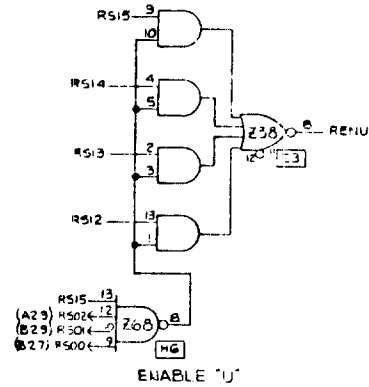 RS15 9
10
RS14 4
5
Z38 8 RENU
RS13 2
3
12
RS12 13
1
RS15 13
(A29) RS02 12
Z68 8
(B29) RS01
(B27) RS00 9
H6
ENABLE "U"